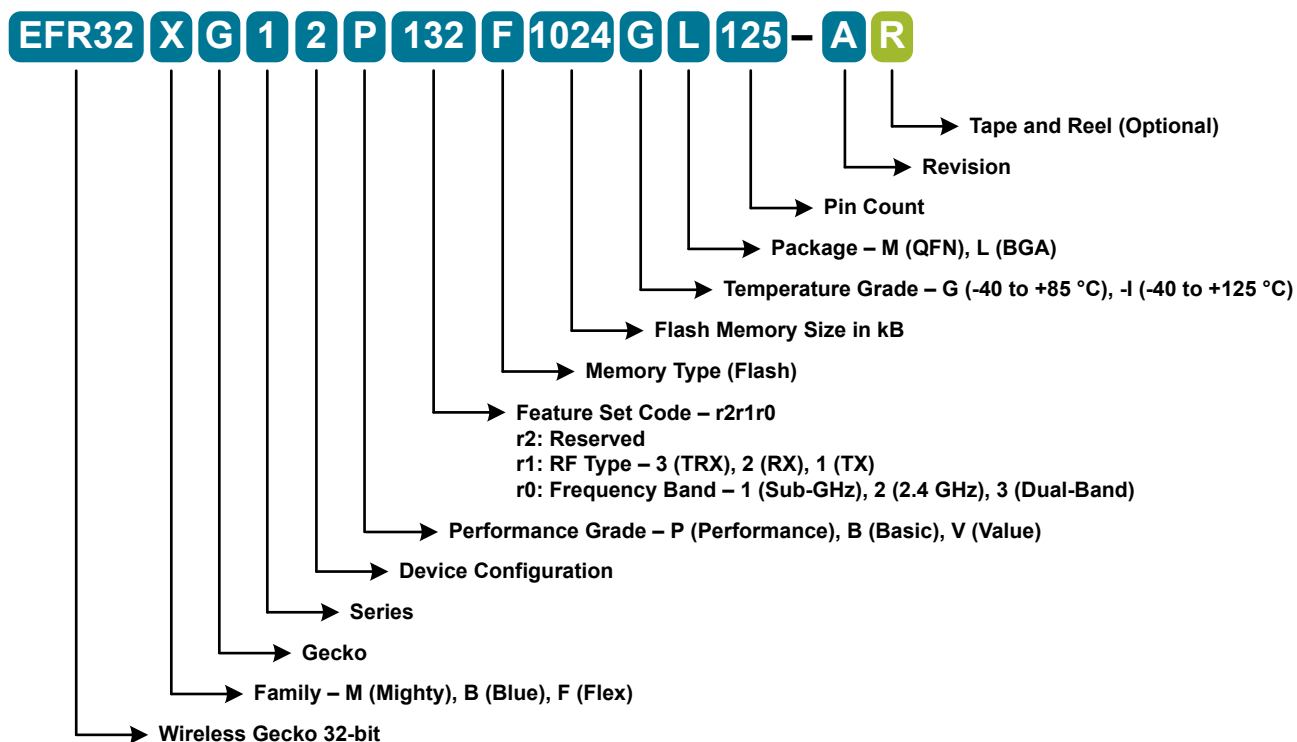 EFR32 X G 1 2 P 132 F 1024 G L 125 – A R
Tape and Reel (Optional)
Revision
Pin Count
Package – M (QFN), L (BGA)
Temperature Grade – G (-40 to +85 °C), -I (-40 to +125 °C)
Flash Memory Size in kB
Memory Type (Flash)
Feature Set Code – r2r1r0
r2: Reserved
r1: RF Type – 3 (TRX), 2 (RX), 1 (TX)
r0: Frequency Band – 1 (Sub-GHz), 2 (2.4 GHz), 3 (Dual-Band)
Performance Grade – P (Performance), B (Basic), V (Value)
Device Configuration
Series
Gecko
Family – M (Mighty), B (Blue), F (Flex)
Wireless Gecko 32-bit